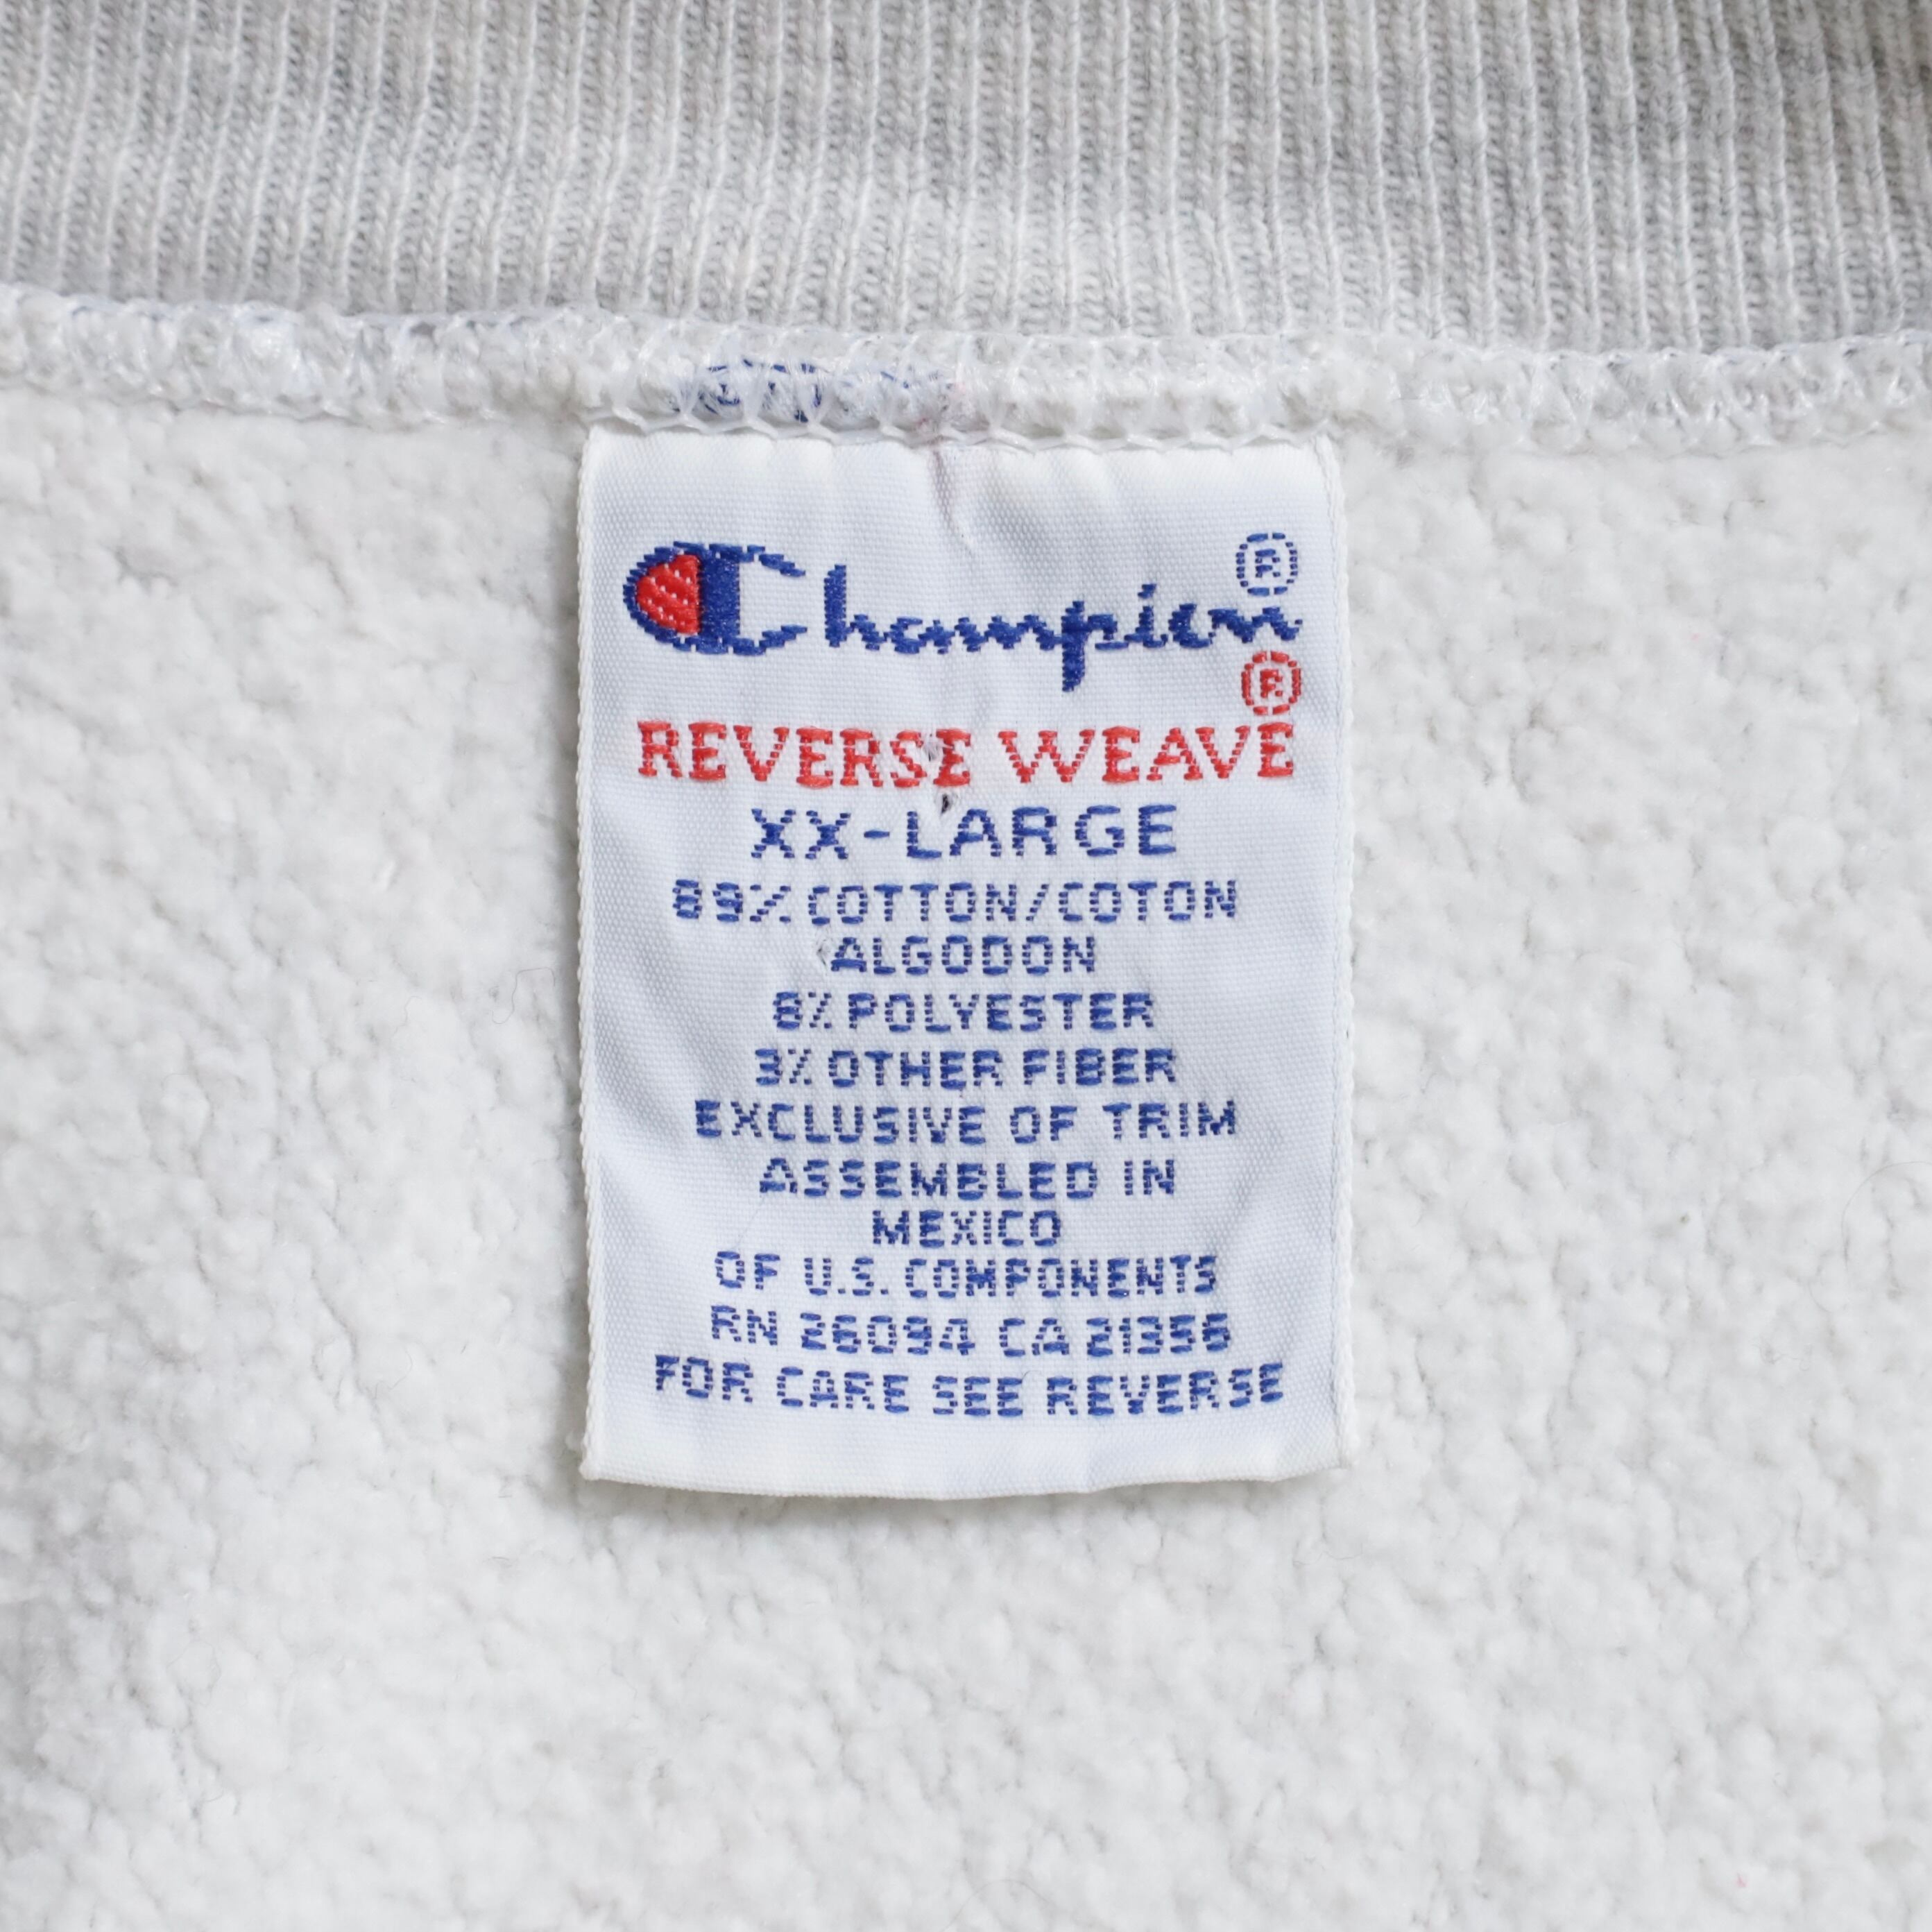 Champion ®
®
REVERSE WEAVE
XX-LARGE
89% COTTON/COTON
ALGODON
8% POLYESTER
3% OTHER FIBER
EXCLUSIVE OF TRIM
ASSEMBLED IN
MEXICO
OF U.S. COMPONENTS
RN 26094 CA 21356
FOR CARE SEE REVERSE